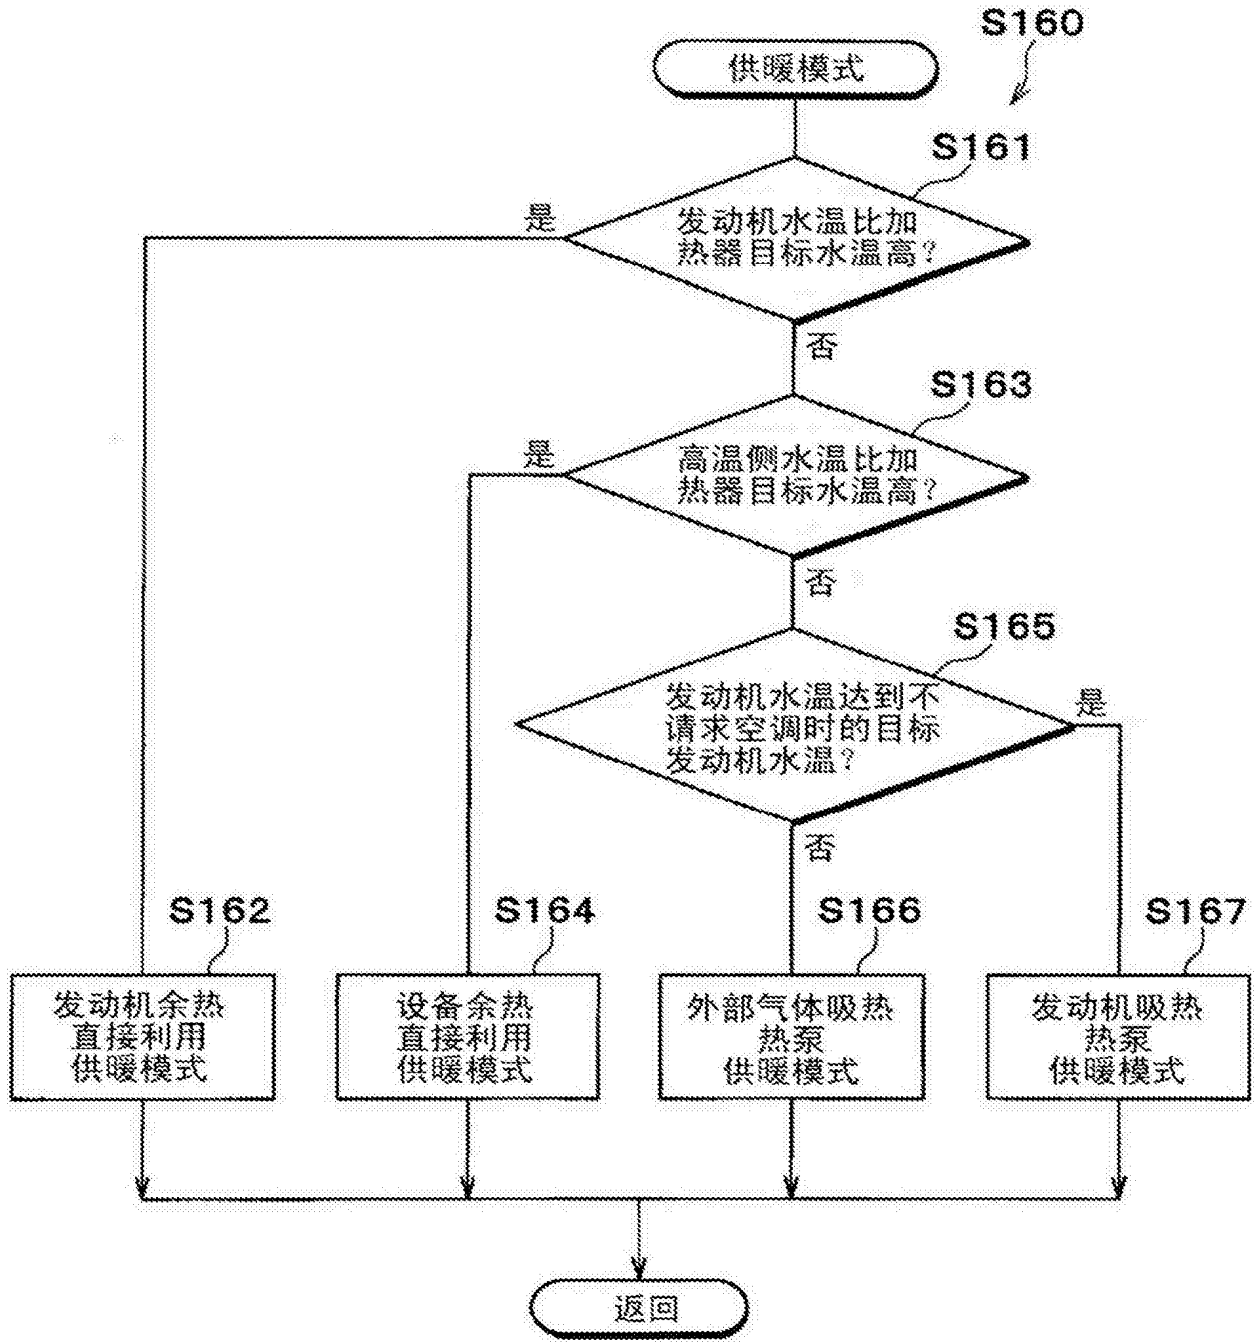 S160
供暖模式
S161
是
发动机水温比加
热器目标水温高？
否
S163
是
高温侧水温比加
热器目标水温高？
否
S165
发动机水温达到不
请求空调时的目标
发动机水温？
是
否
S162
发动机余热
直接利用
供暖模式
S164
设备余热
直接利用
供暖模式
S166
外部气体吸热
热泵
供暖模式
S167
发动机吸热
热泵
供暖模式
返回